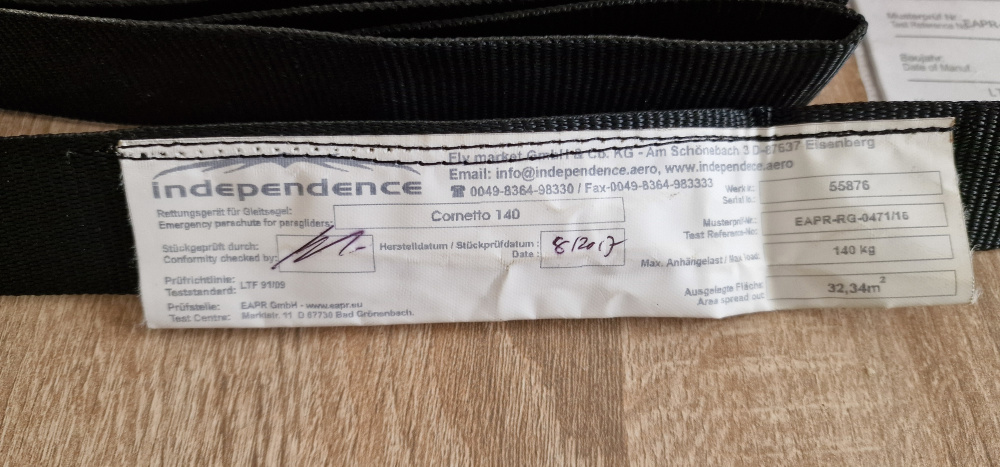 Musterprüf Nr.
Test Reference No
EAPR
Baujahr:
Date of Manuf.:
Fly market GmbH & Co. KG - Am Schönebach 3 D-87637 Eisenberg
Email: info@independence.aero, www.independence.aero
☎ 0049-8364-98330 / Fax-0049-8364-983333
independence
Rettungsgerät für Gleitsegel:
Emergency parachute for paragliders:
Cornetto 140
Stückgeprüft durch:
Conformity checked by:
Herstelldatum / Stückprüfdatum :
Date :
8/2017
Prüfrichtlinie:
Teststandard: LTF 91/09
Prüfstelle: EAPR GmbH - www.eapr.eu
Test Centre: Marktstr. 11 D 87730 Bad Grönenbach.
Werk n.:
Serial n.:
55876
Musterprüf-Nr.:
Test Reference-No:
EAPR-RG-0471/16
Max. Anhängelast / Max load:
140 kg
Ausgelegte Fläche:
Area spread out:
32,34m²